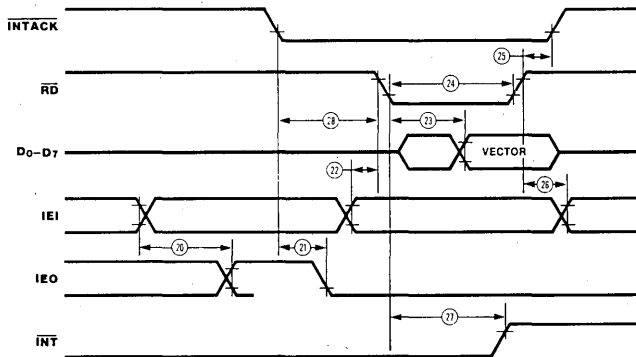 INTACK
25
RD
24
28
23
D0–D7
VECTOR
22
26
IEI
20
21
IEO
27
INT